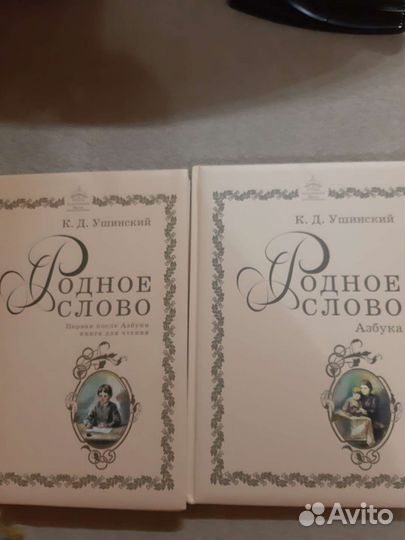 К. Д. Ушинский
РОДНОЕ
СЛОВО
Первая после Азбуки
книга для чтения
К. Д. Ушинский
РОДНОЕ
СЛОВО
Азбука
Avito